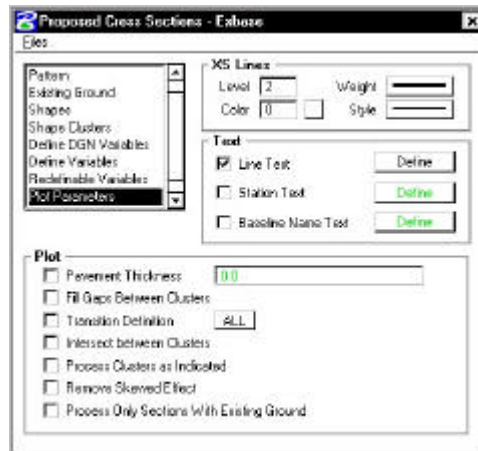 Proposed Cross Sections - Exbase
Files
Pattern
Existing Ground
Shapes
Shape Clusters
Define DGN Variables
Define Variables
Redefinable Variables
Plot Parameters
XS Lines
Level 2 Weight
Color 0 Style
Text
Line Text Define
Station Text Define
Baseline Name Text Define
Plot
Pavement Thickness 0.0
Fill Gaps Between Clusters
Transition Definition ALL
Intersect between Clusters
Process Clusters as Indicated
Remove Skewed Effect
Process Only Sections With Existing Ground